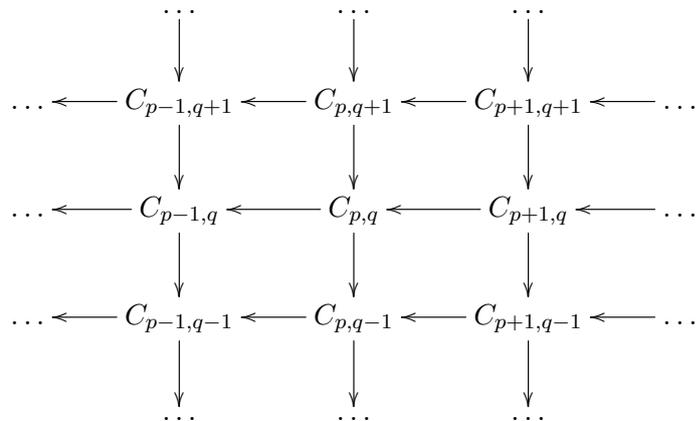 … … …
… C_{p−1,q+1} C_{p,q+1} C_{p+1,q+1} …
… C_{p−1,q} C_{p,q} C_{p+1,q} …
… C_{p−1,q−1} C_{p,q−1} C_{p+1,q−1} …
… … …